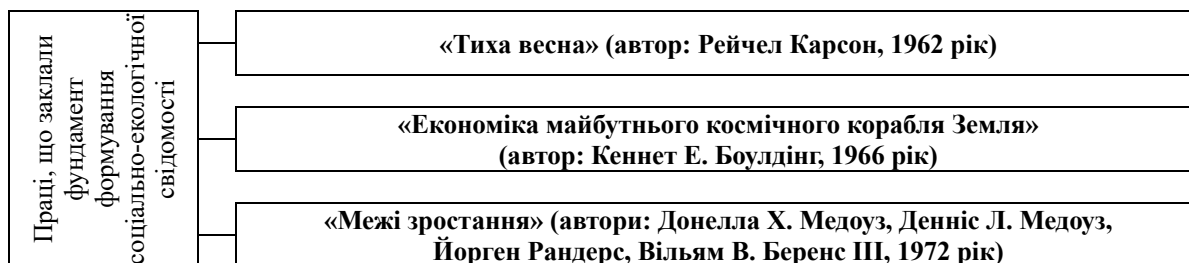 Праці, що заклали
фундамент
формування
соціально-екологічної
свідомості
«Тиха весна» (автор: Рейчел Карсон, 1962 рік)
«Економіка майбутнього космічного корабля Земля»
(автор: Кеннет Е. Боулдінг, 1966 рік)
«Межі зростання» (автори: Донелла Х. Медоуз, Денніс Л. Медоуз,
Йорген Рандерс, Вільям В. Беренс III, 1972 рік)